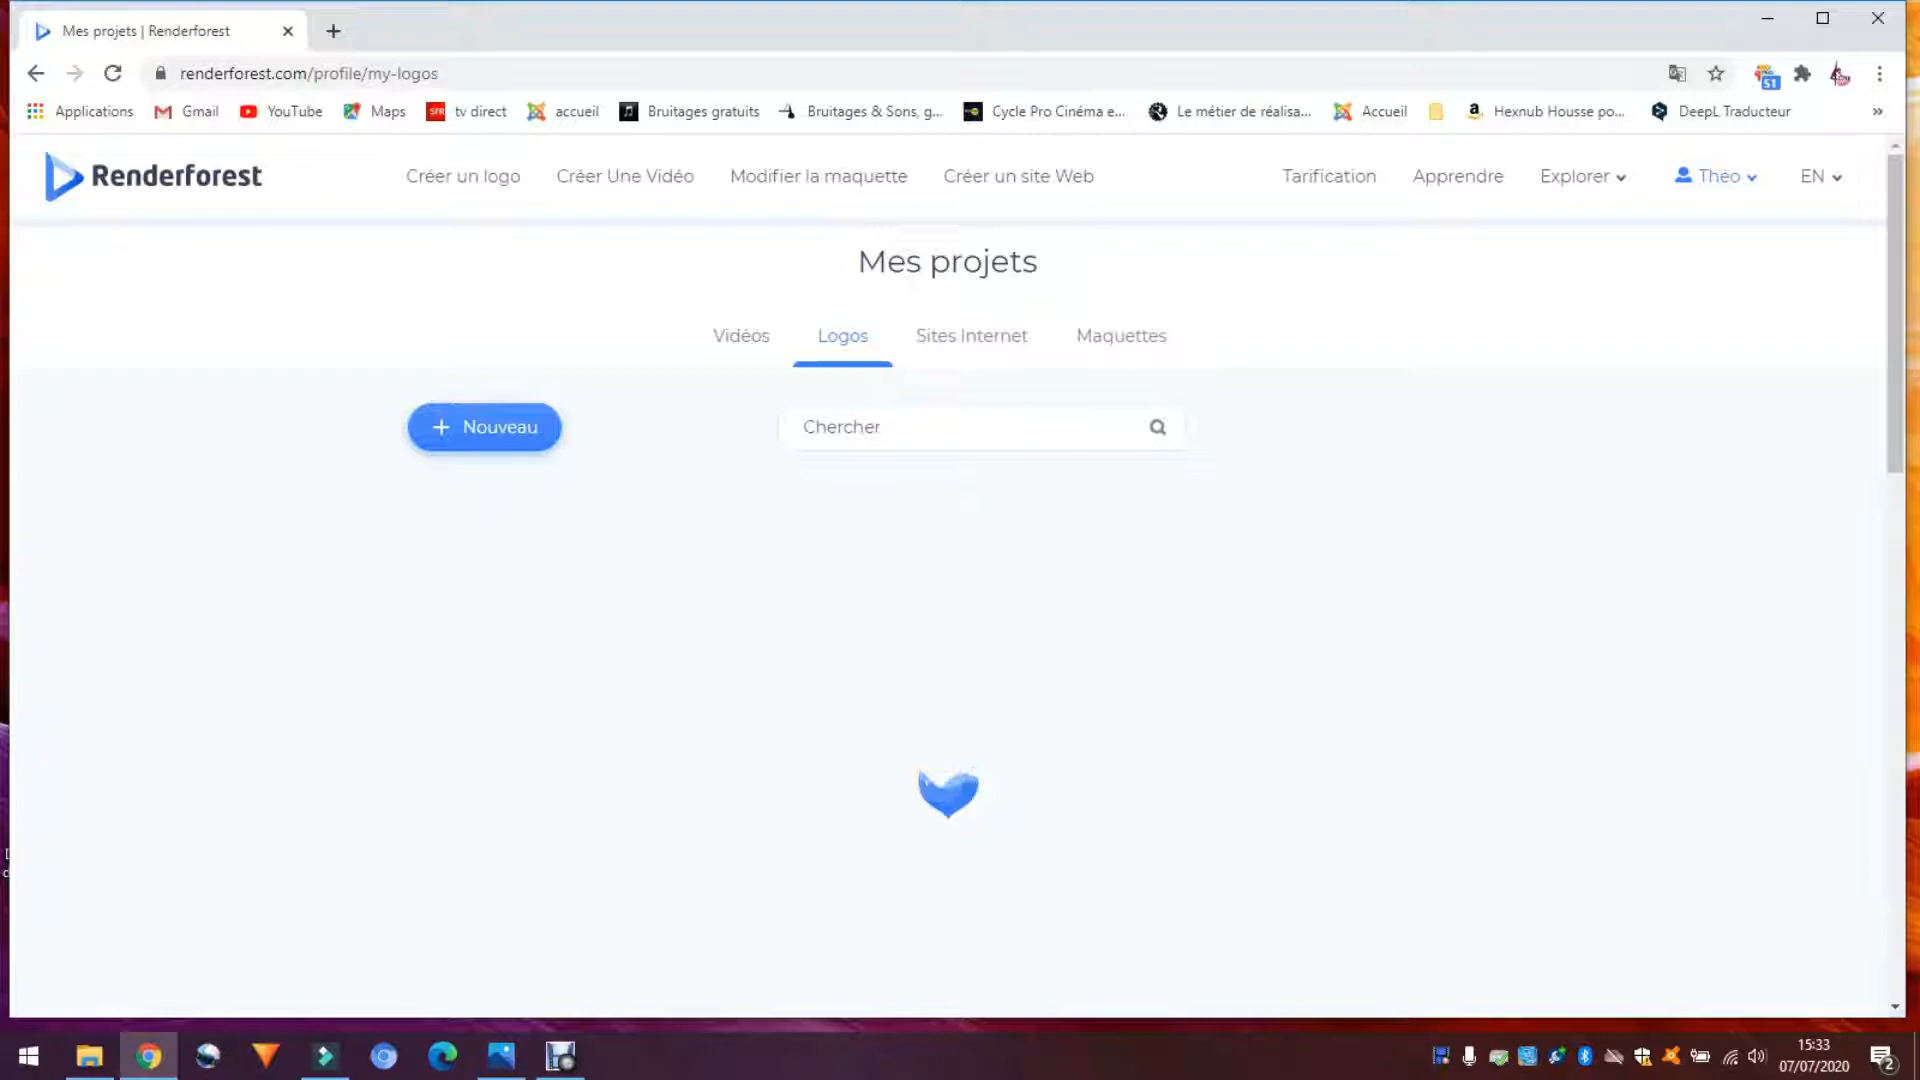 Mes projets | Renderforest
renderforest.com/profile/my-logos
51
Applications Gmail YouTube Maps SFR tv direct accueil Bruitages gratuits Bruitages & Sons, g... Cycle Pro Cinéma e... Le métier de réalisa... Accueil Hexnub Housse po... DeepL Traducteur »
Renderforest Créer un logo Créer Une Vidéo Modifier la maquette Créer un site Web Tarification Apprendre Explorer Théo EN
Mes projets
Vidéos Logos Sites Internet Maquettes
+ Nouveau Chercher
15:33
07/07/2020
2